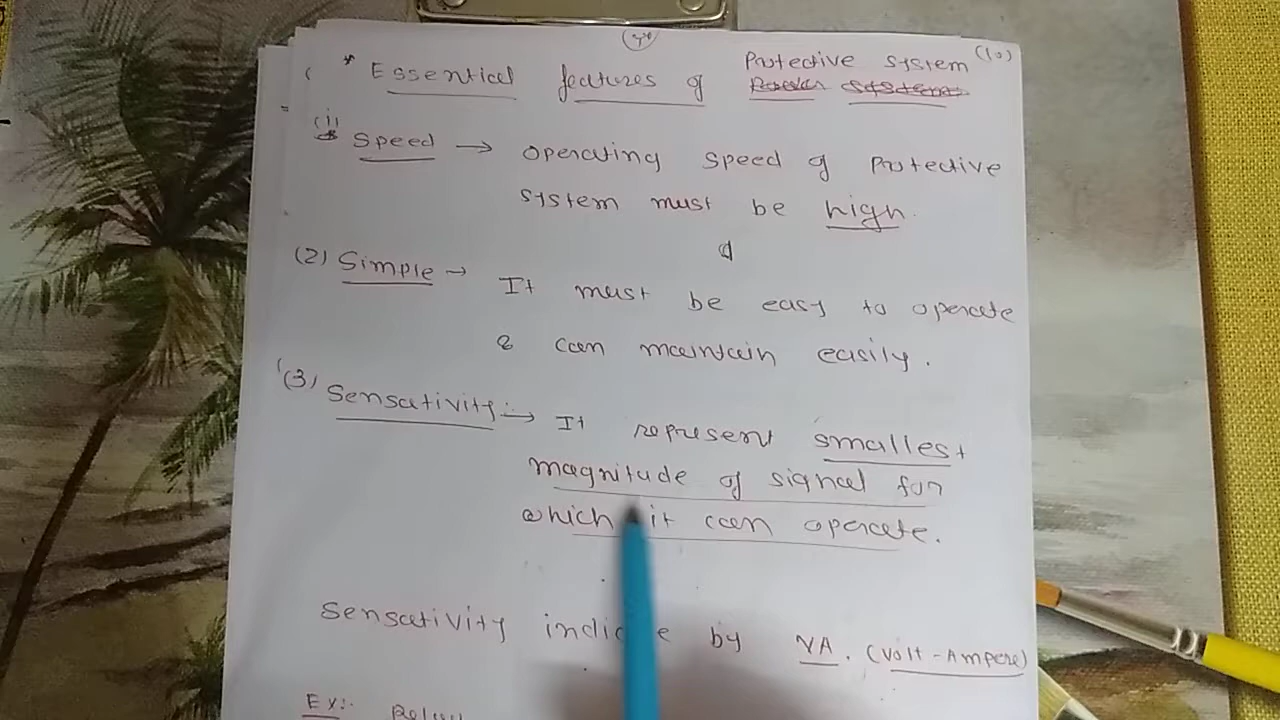 * Essential features of Protective system (10)
(1) Speed → operating speed of Protective
system must be high.
(2) Simple → It must be easy to operate
& can maintain easily.
(3) Sensativity → It represent smallest
magnitude of signal for
which it can operate.
Sensativity indicate by VA. (Volt-Ampere)
Ex:- Relay